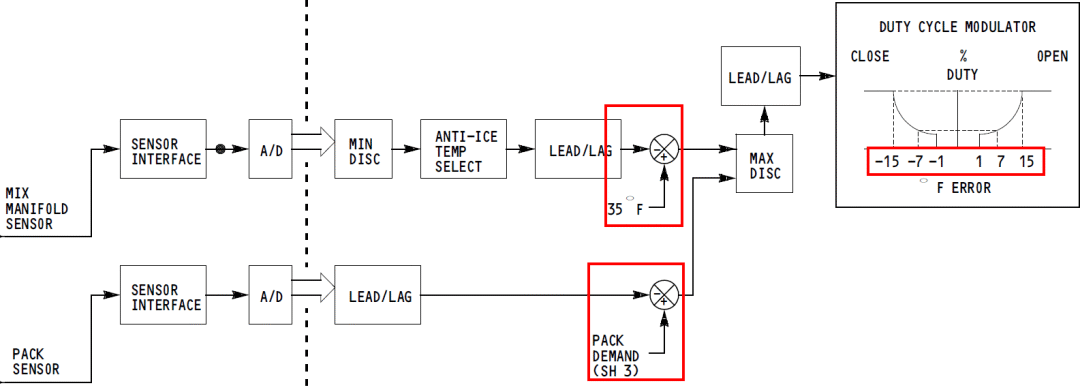 DUTY CYCLE MODULATOR
CLOSE % OPEN
DUTY
LEAD/LAG
-15 -7 -1 1 7 15
° F ERROR
SENSOR
INTERFACE
A/D
MIN
DISC
ANTI-ICE
TEMP
SELECT
LEAD/LAG
- +
35 ° F
MAX
DISC
MIX
MANIFOLD
SENSOR
SENSOR
INTERFACE
A/D
LEAD/LAG
- +
PACK
DEMAND
(SH 3)
PACK
SENSOR